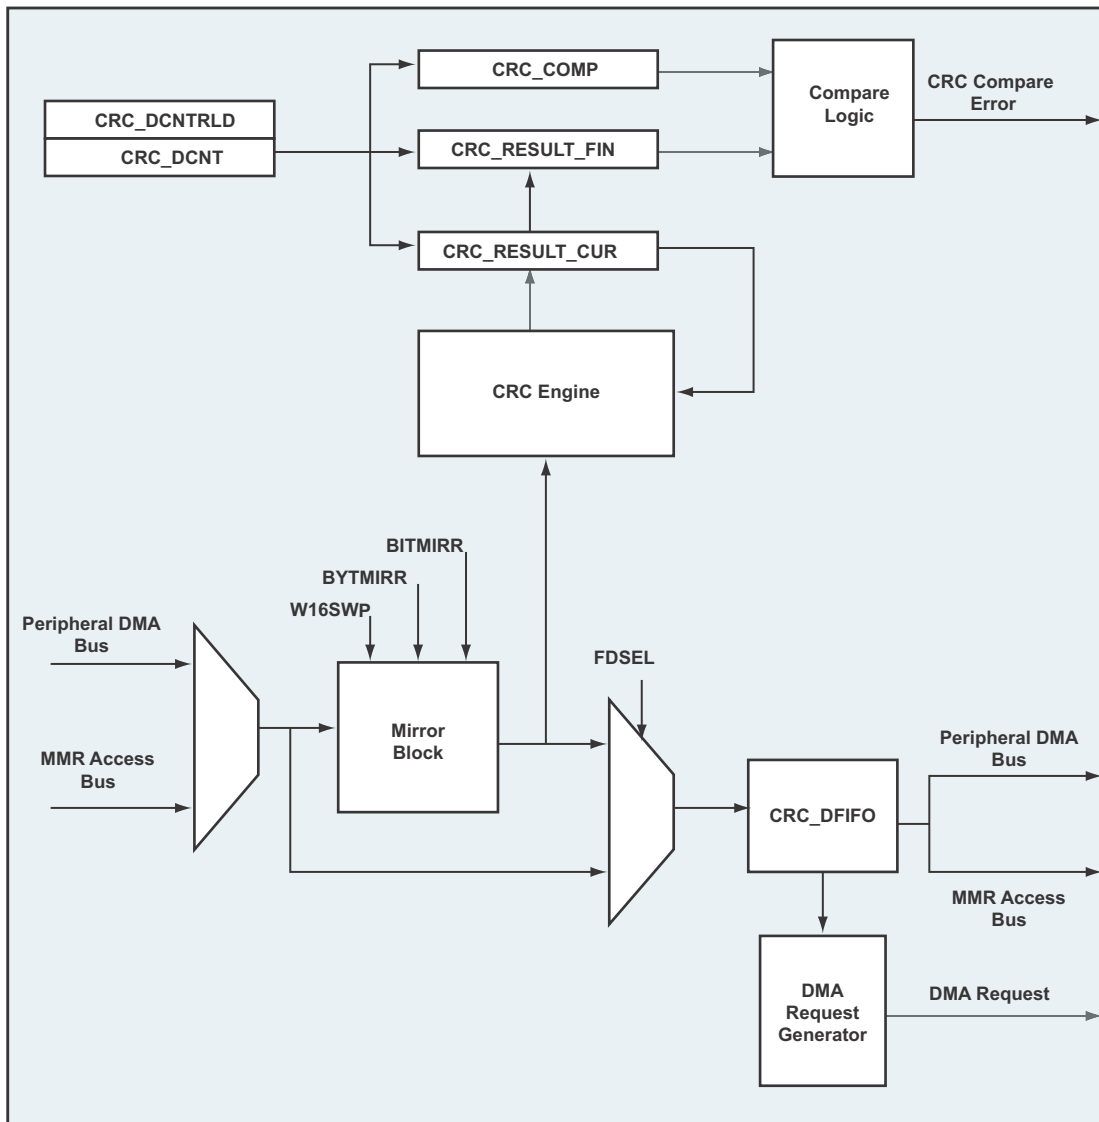 CRC_COMP
CRC_DCNTRLD
CRC_DCNT
CRC_RESULT_FIN
CRC_RESULT_CUR
Compare
Logic
CRC Compare
Error
CRC Engine
BITMIRR
BYTMIRR
W16SWP
Peripheral DMA
Bus
MMR Access
Bus
Mirror
Block
FDSEL
CRC_DFIFO
Peripheral DMA
Bus
MMR Access
Bus
DMA
Request
Generator
DMA Request